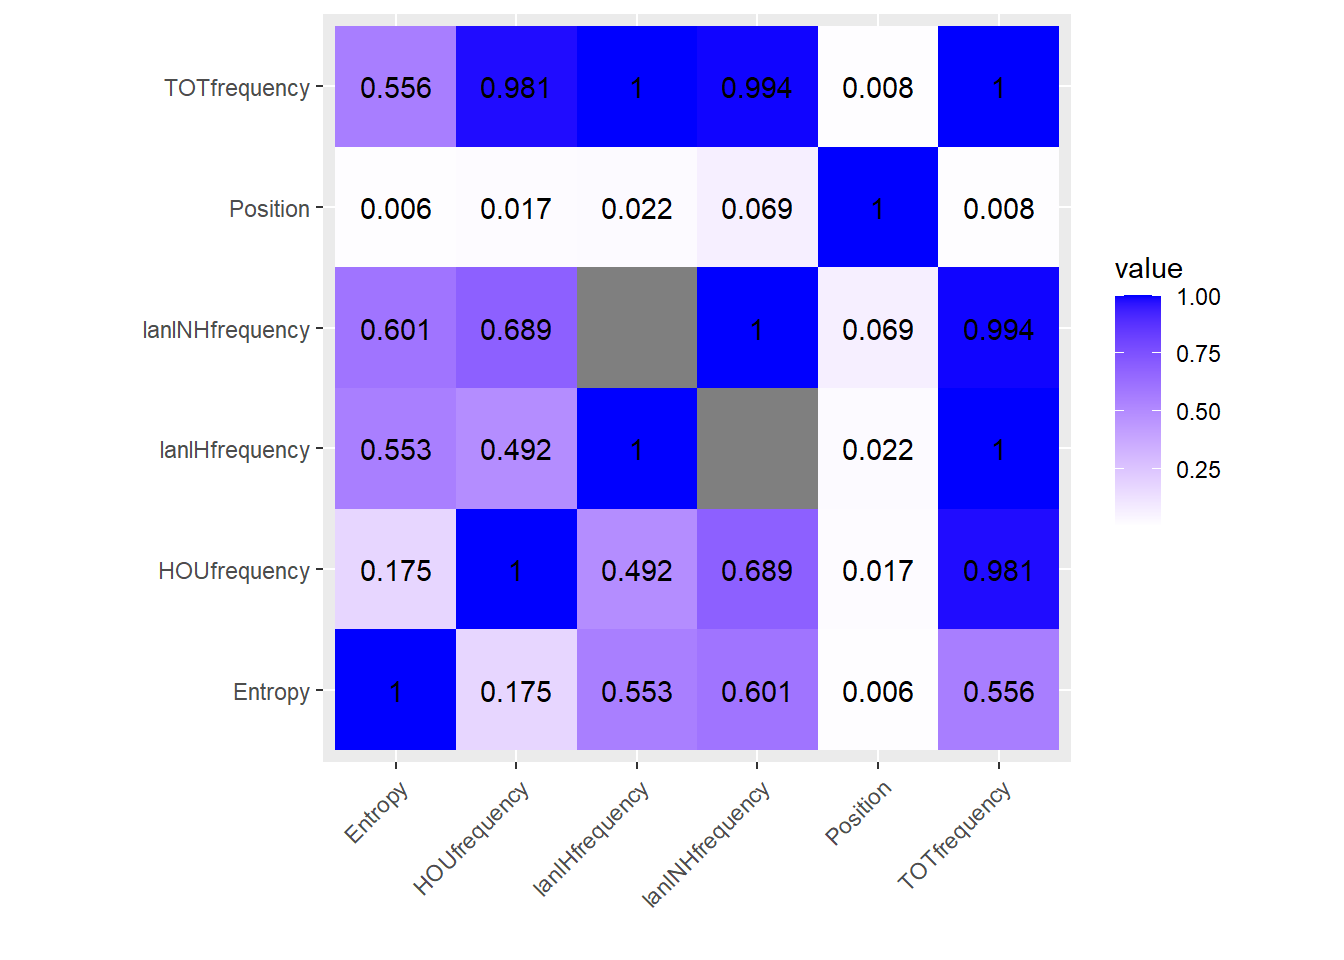 TOTfrequency 0.556 0.981 1 0.994 0.008 1
Position 0.006 0.017 0.022 0.069 1 0.008
IanINHfrequency 0.601 0.689 1 0.069 0.994
IanIHfrequency 0.553 0.492 1 0.022 1
HOUfrequency 0.175 1 0.492 0.689 0.017 0.981
Entropy 1 0.175 0.553 0.601 0.006 0.556
Entropy
HOUfrequency
IanIHfrequency
IanINHfrequency
Position
TOTfrequency
value
1.00
0.75
0.50
0.25